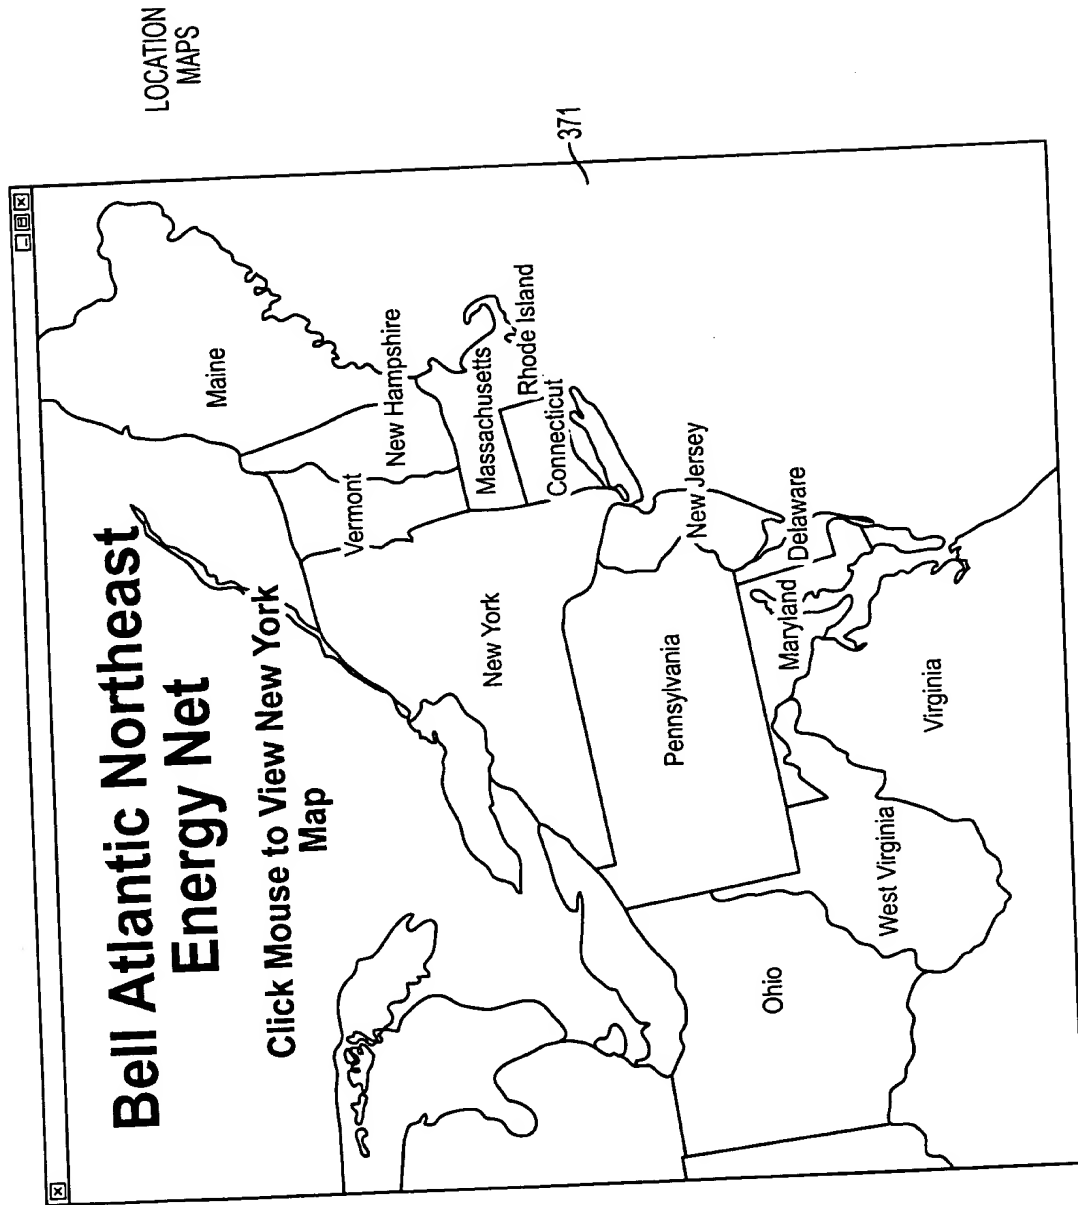 LOCATION
MAPS
371
Bell Atlantic Northeast
Energy Net
Click Mouse to View New York
Map
Maine
Vermont
New Hampshire
Massachusetts
Rhode Island
Connecticut
New York
New Jersey
Pennsylvania
Delaware
Maryland
Ohio
West Virginia
Virginia